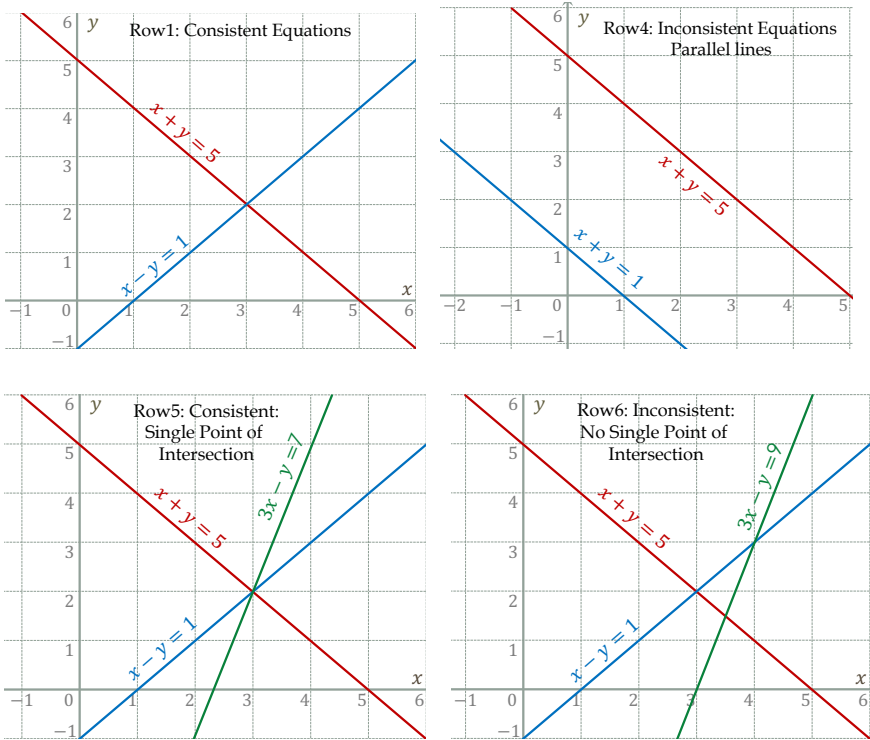 Row1: Consistent Equations
y
6
5
4
3
2
1
0
−1
x + y = 5
x − y = 1
x
−1
1
2
3
4
5
6
Row4: Inconsistent Equations
Parallel lines
6
5
4
3
2
1
0
−1
x + y = 5
x + y = 1
−2
−1
1
2
3
4
5
Row5: Consistent:
Single Point of
Intersection
y
6
5
4
3
2
1
0
−1
x + y = 5
3x − y =7
x − y = 1
x
−1
1
2
3
4
5
6
Row6: Inconsistent:
No Single Point of
Intersection
y
6
5
4
3
2
1
0
−1
x + y = 5
3x − y =9
x − y = 1
x
−1
1
2
3
4
5
6